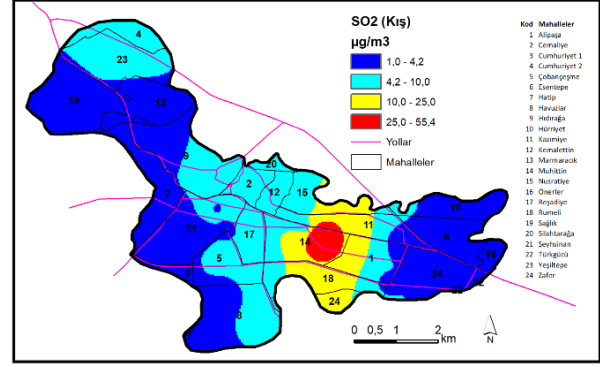 SO2 (Kış)
µg/m3
1,0 - 4,2
4,2 - 10,0
10,0 - 25,0
25,0 - 55,4
Yollar
Mahalleler
Kod Mahalleler
1 Alipaşa
2 Cemaliye
3 Cumhuriyet 1
4 Cumhuriyet 2
5 Çobançeşme
6 Esentepe
7 Hatip
8 Havuzlar
9 Hıdırağa
10 Hürriyet
11 Kazımiye
12 Kemalettin
13 Marmaracık
14 Muhittin
15 Nusratiye
16 Önerler
17 Reşadiye
18 Rumeli
19 Sağlık
20 Silahtarağa
21 Şeyhsinan
22 Türkgücü
23 Yeşiltepe
24 Zafer
4
23
19
13
9
20
2
12
15
7
21
17
11
10
14
6
5
1
16
3
18
24
24
22
12
8
0 0,5 1 2
km
N